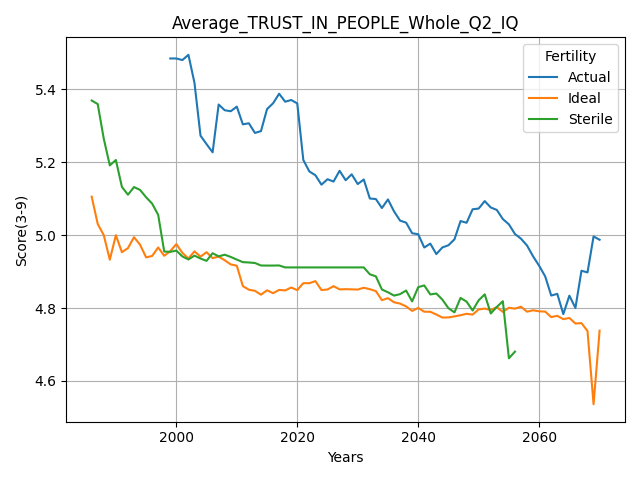 Average_TRUST_IN_PEOPLE_Whole_Q2_IQ
Fertility
Actual
Ideal
Sterile
Score(3-9)
5.4
5.2
5.0
4.8
4.6
2000
2020
2040
2060
Years